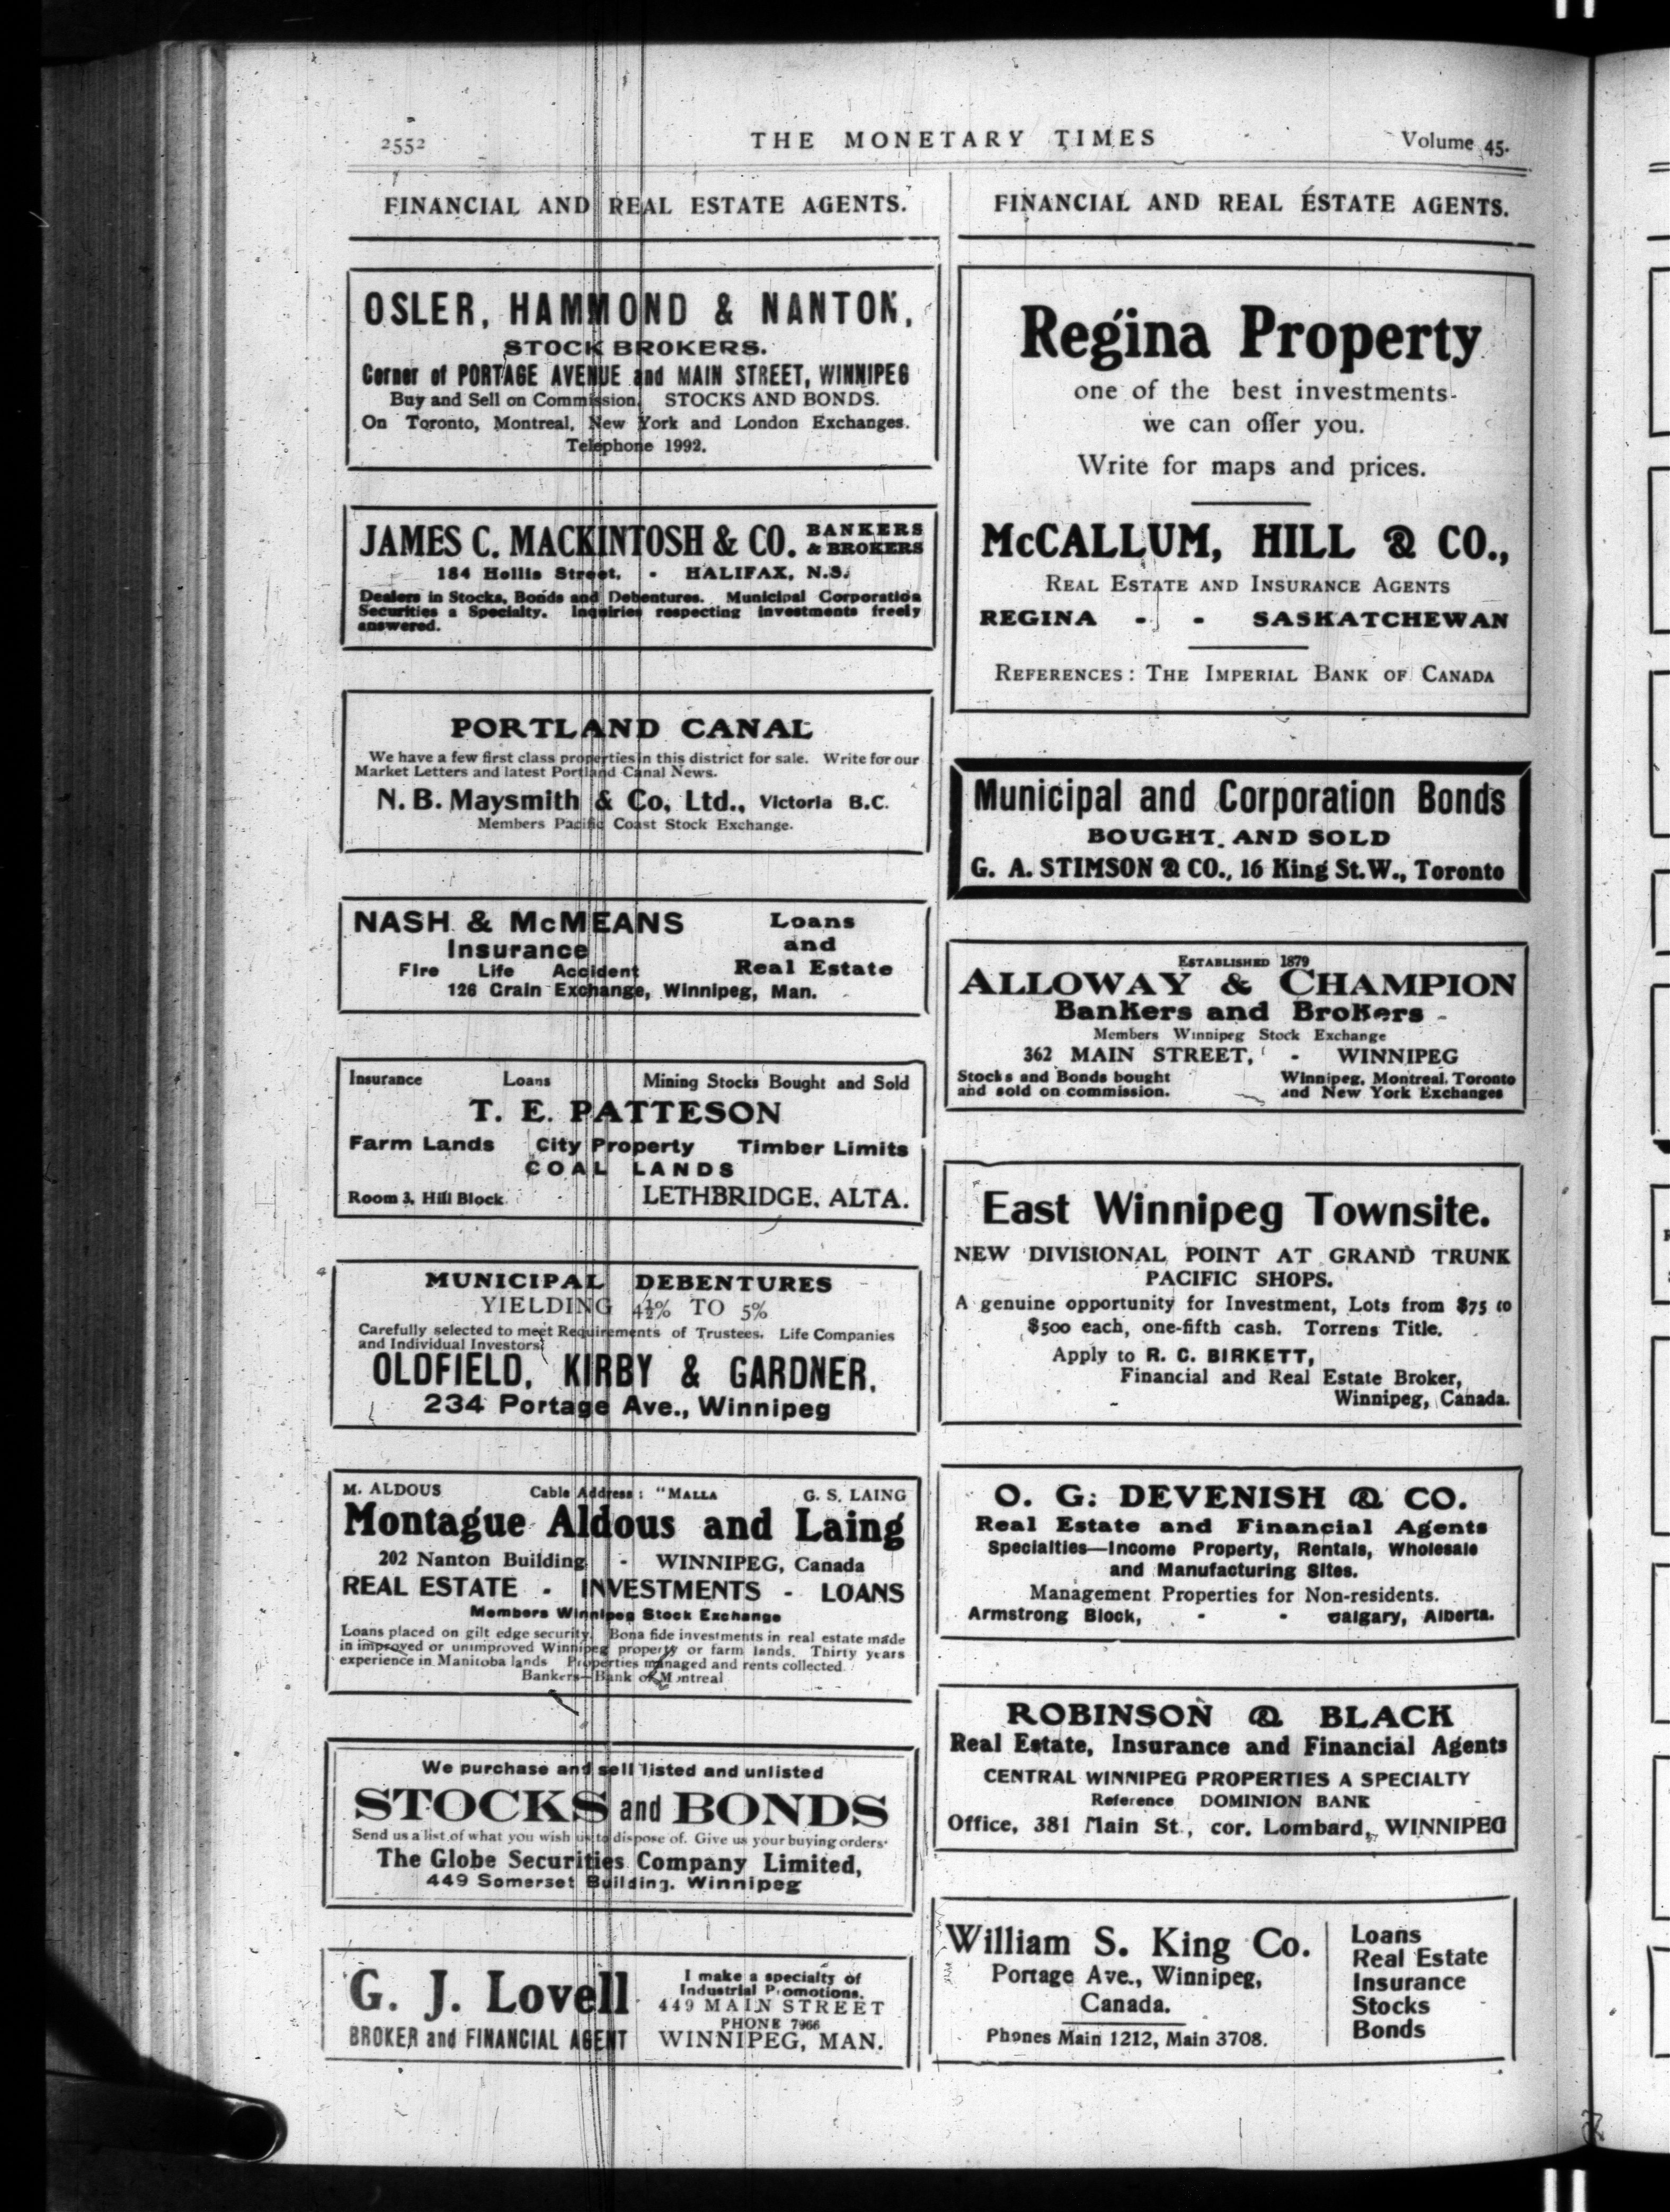 2552
THE MONETARY TIMES
Volume 45.
FINANCIAL AND REAL ESTATE AGENTS.
OSLER, HAMMOND & NANTON,
STOCK BROKERS.
Corner of PORTAGE AVENUE and MAIN STREET, WINNIPEG
Buy and Sell on Commission. STOCKS AND BONDS.
On Toronto, Montreal, New York and London Exchanges.
Telephone 1992.
JAMES C. MACKINTOSH & CO. BANKERS
& BROKERS
184 Hollis Street, - HALIFAX, N.S.
Dealers in Stocks, Bonds and Debentures. Municipal Corporation
Securities a Specialty. Inquiries respecting investments freely
answered.
PORTLAND CANAL
We have a few first class properties in this district for sale. Write for our
Market Letters and latest Portland Canal News.
N. B. Maysmith & Co, Ltd., Victoria B.C.
Members Pacific Coast Stock Exchange.
NASH & McMEANS
Insurance
Fire Life Accident
Loans
and
Real Estate
126 Grain Exchange, Winnipeg, Man.
Insurance Loans Mining Stocks Bought and Sold
T. E. PATTESON
Farm Lands City Property Timber Limits
COAL LANDS
Room 3, Hill Block LETHBRIDGE, ALTA.
MUNICIPAL DEBENTURES
YIELDING 4½% TO 5%
Carefully selected to meet Requirements of Trustees, Life Companies
and Individual Investors.
OLDFIELD, KIRBY & GARDNER,
234 Portage Ave., Winnipeg
M. ALDOUS Cable Address: "MALLA G. S. LAING
Montague Aldous and Laing
202 Nanton Building - WINNIPEG, Canada
REAL ESTATE - INVESTMENTS - LOANS
Members Winnipeg Stock Exchange
Loans placed on gilt edge security. Bona fide investments in real estate made
in improved or unimproved Winnipeg property or farm lands. Thirty years
experience in Manitoba lands Properties managed and rents collected
Bankers—Bank of Montreal
We purchase and sell listed and unlisted
STOCKS and BONDS
Send us a list of what you wish us to dispose of. Give us your buying orders.
The Globe Securities Company Limited,
449 Somerset Building, Winnipeg
G. J. Lovell
BROKER and FINANCIAL AGENT
I make a specialty of
Industrial Promotions.
449 MAIN STREET
PHONE 7966
WINNIPEG, MAN.
FINANCIAL AND REAL ESTATE AGENTS.
Regina Property
one of the best investments
we can offer you.
Write for maps and prices.
McCALLUM, HILL & CO.,
REAL ESTATE AND INSURANCE AGENTS
REGINA - - SASKATCHEWAN
REFERENCES: THE IMPERIAL BANK OF CANADA
Municipal and Corporation Bonds
BOUGHT AND SOLD
G. A. STIMSON & CO., 16 King St. W., Toronto
ESTABLISHED 1879
ALLOWAY & CHAMPION
Bankers and Brokers
Members Winnipeg Stock Exchange
362 MAIN STREET, - WINNIPEG
Stocks and Bonds bought
and sold on commission.
Winnipeg, Montreal, Toronto
and New York Exchanges
East Winnipeg Townsite.
NEW DIVISIONAL POINT AT GRAND TRUNK
PACIFIC SHOPS.
A genuine opportunity for Investment, Lots from $75 to
$500 each, one-fifth cash. Torrens Title.
Apply to R. C. BIRKETT,
Financial and Real Estate Broker,
Winnipeg, Canada.
O. G. DEVENISH & CO.
Real Estate and Financial Agents
Specialties—Income Property, Rentals, Wholesale
and Manufacturing Sites.
Management Properties for Non-residents.
Armstrong Block, - - Calgary, Alberta.
ROBINSON & BLACK
Real Estate, Insurance and Financial Agents
CENTRAL WINNIPEG PROPERTIES A SPECIALTY
Reference DOMINION BANK
Office, 381 Main St., cor. Lombard, WINNIPEG
William S. King Co.
Portage Ave., Winnipeg,
Canada.
Phones Main 1212, Main 3708.
Loans
Real Estate
Insurance
Stocks
Bonds